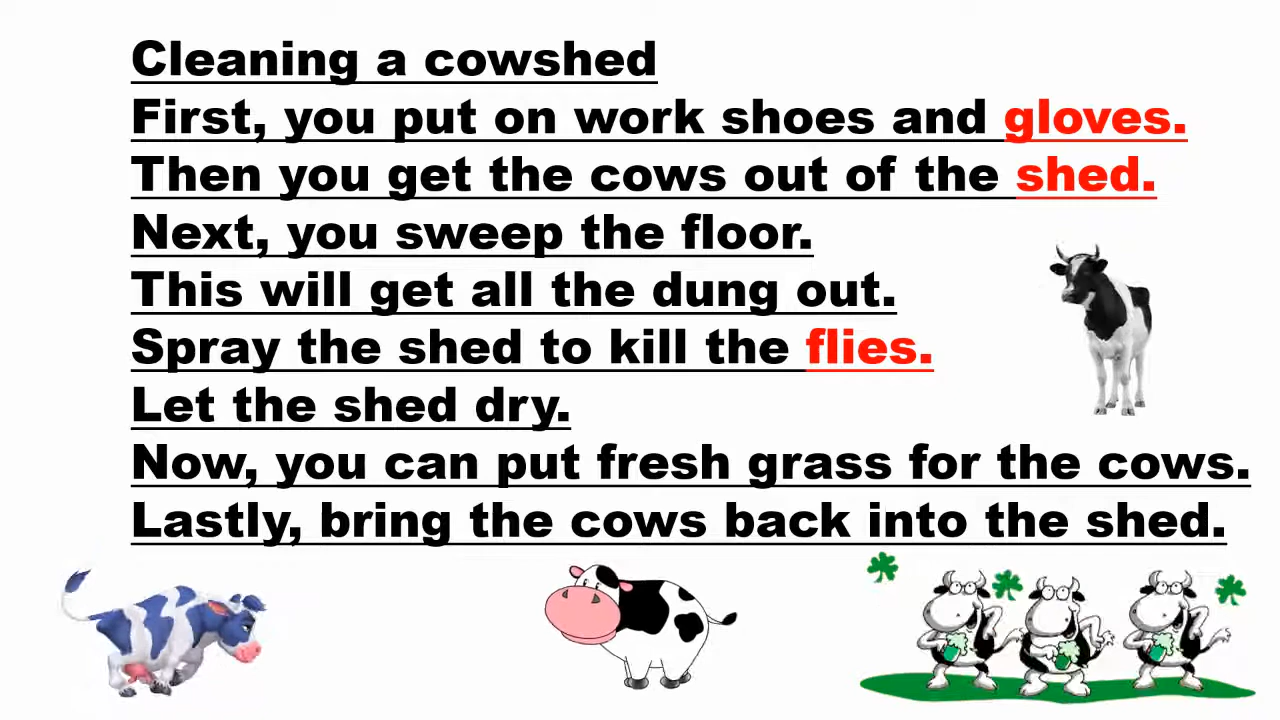 Cleaning a cowshed
First, you put on work shoes and gloves.
Then you get the cows out of the shed.
Next, you sweep the floor.
This will get all the dung out.
Spray the shed to kill the flies.
Let the shed dry.
Now, you can put fresh grass for the cows.
Lastly, bring the cows back into the shed.